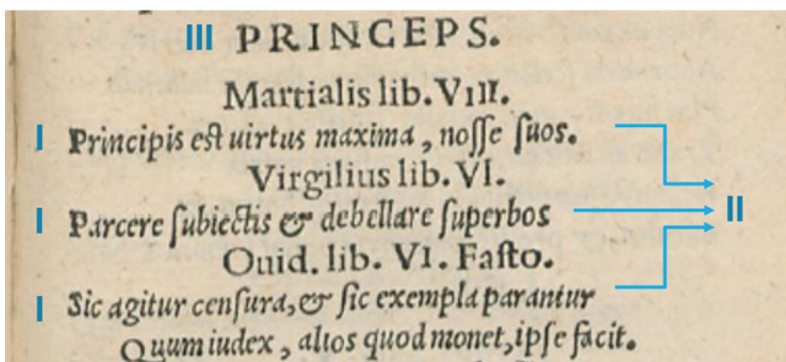 III PRINCEPS.
Martialis lib. VIII.
I Principis est uirtus maxima, nosse suos.
Virgilius lib. VI.
I Parcere subiectis & debellare superbos II
Ouid. lib. VI. Fasto.
I Sic agitur censura, & sic exempla parantur
Quum iudex, alios quod monet, ipse facit.